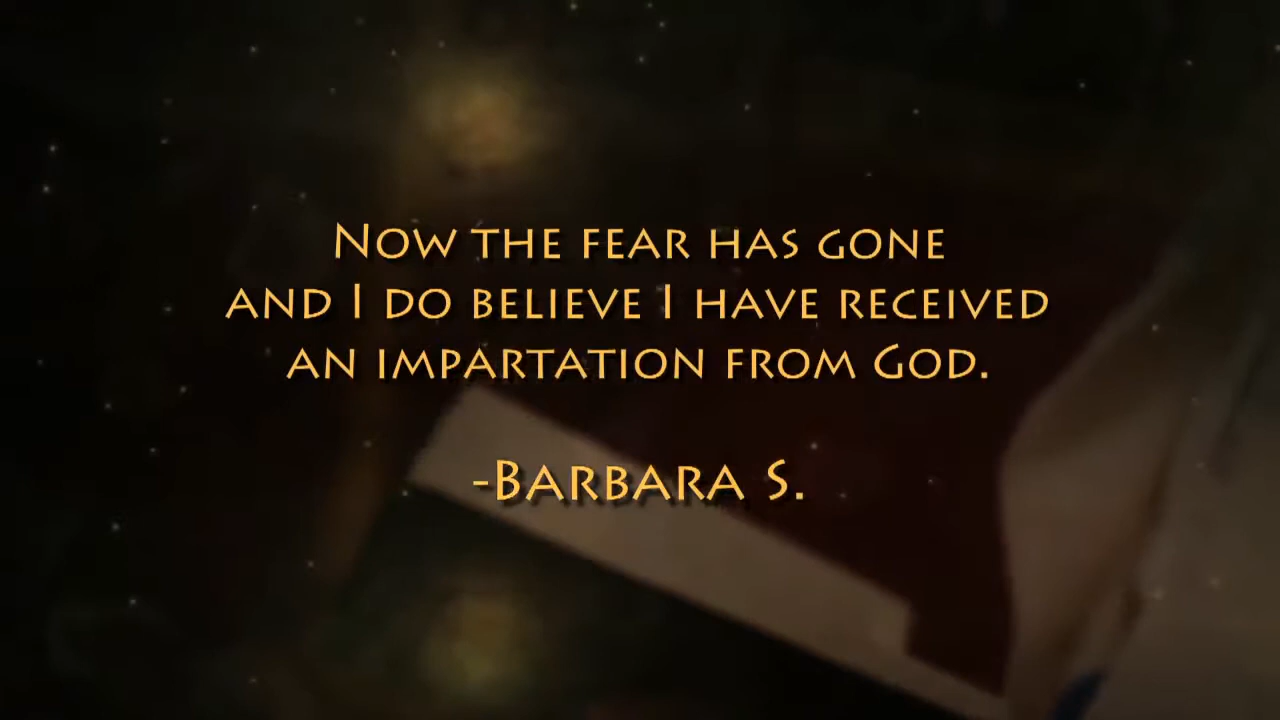 Now the fear has gone
and I do believe I have received
an impartation from God.
-Barbara S.